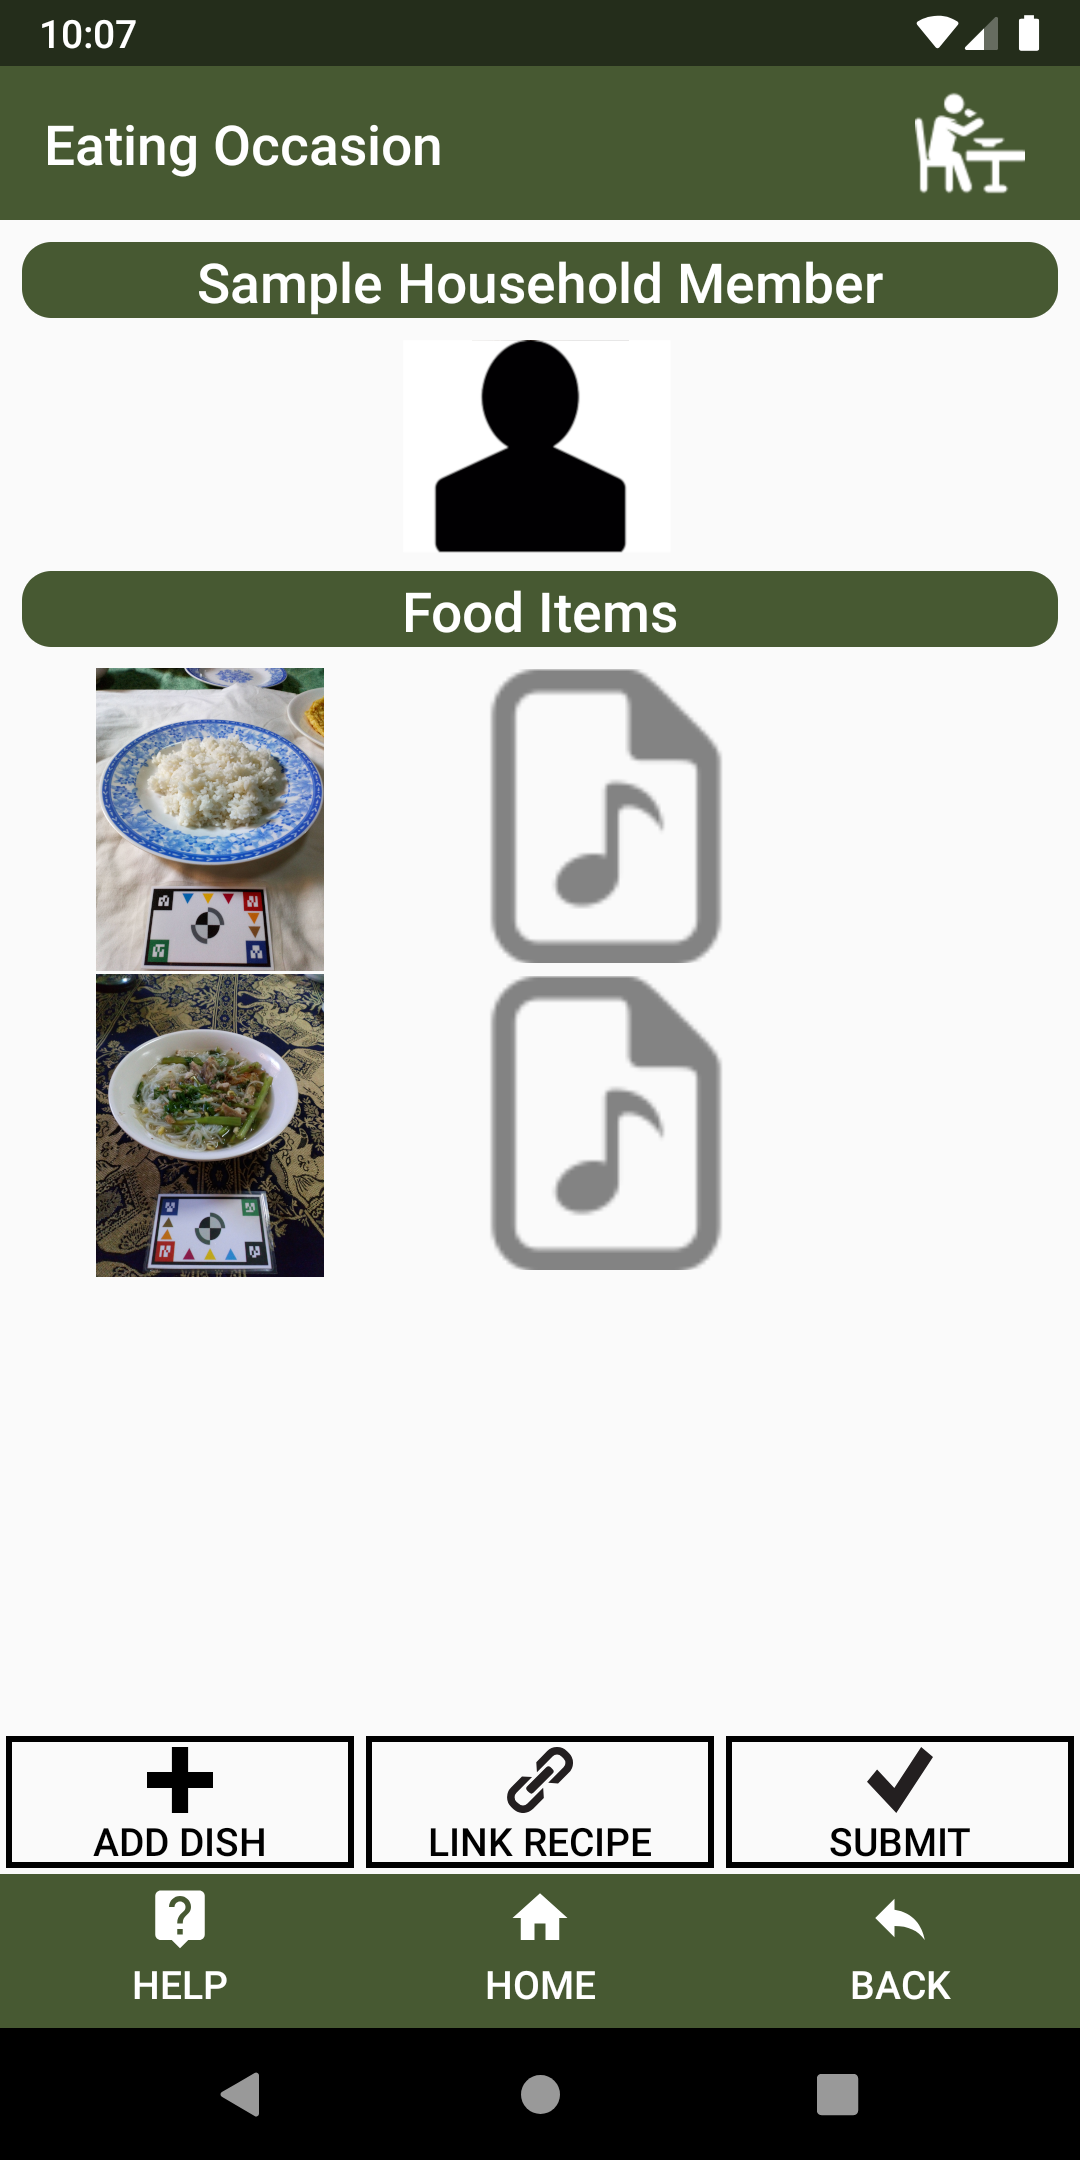 10:07
Eating Occasion
Sample Household Member
Food Items
ADD DISH
LINK RECIPE
SUBMIT
HELP
HOME
BACK